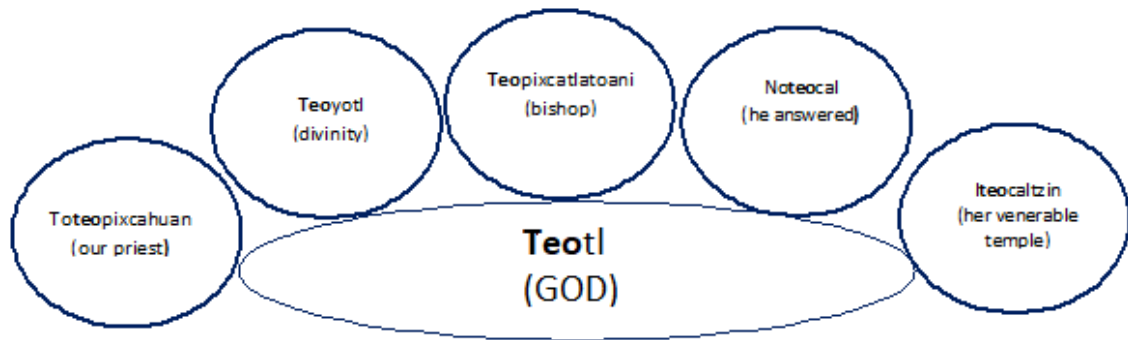 Toteopixcahuan
(our priest)
Teoyotl
(divinity)
Teopixcatlatoani
(bishop)
Noteocal
(he answered)
Iteocaltzin
(her venerable
temple)
Teotl
(GOD)